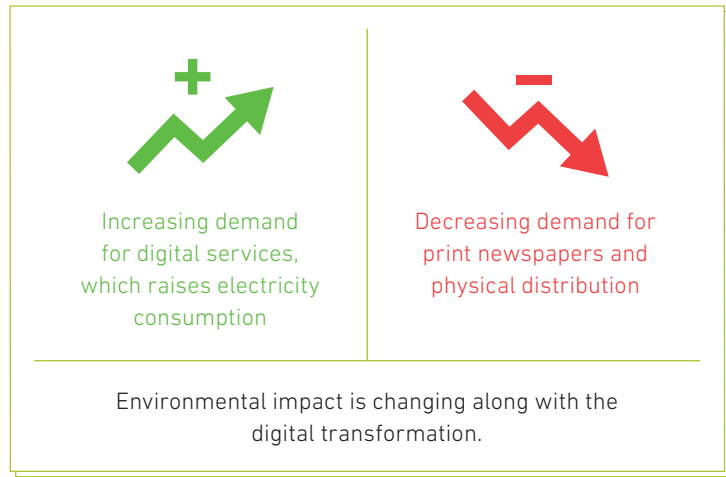 Increasing demand
for digital services,
which raises electricity
consumption
Decreasing demand for
print newspapers and
physical distribution
Environmental impact is changing along with the
digital transformation.